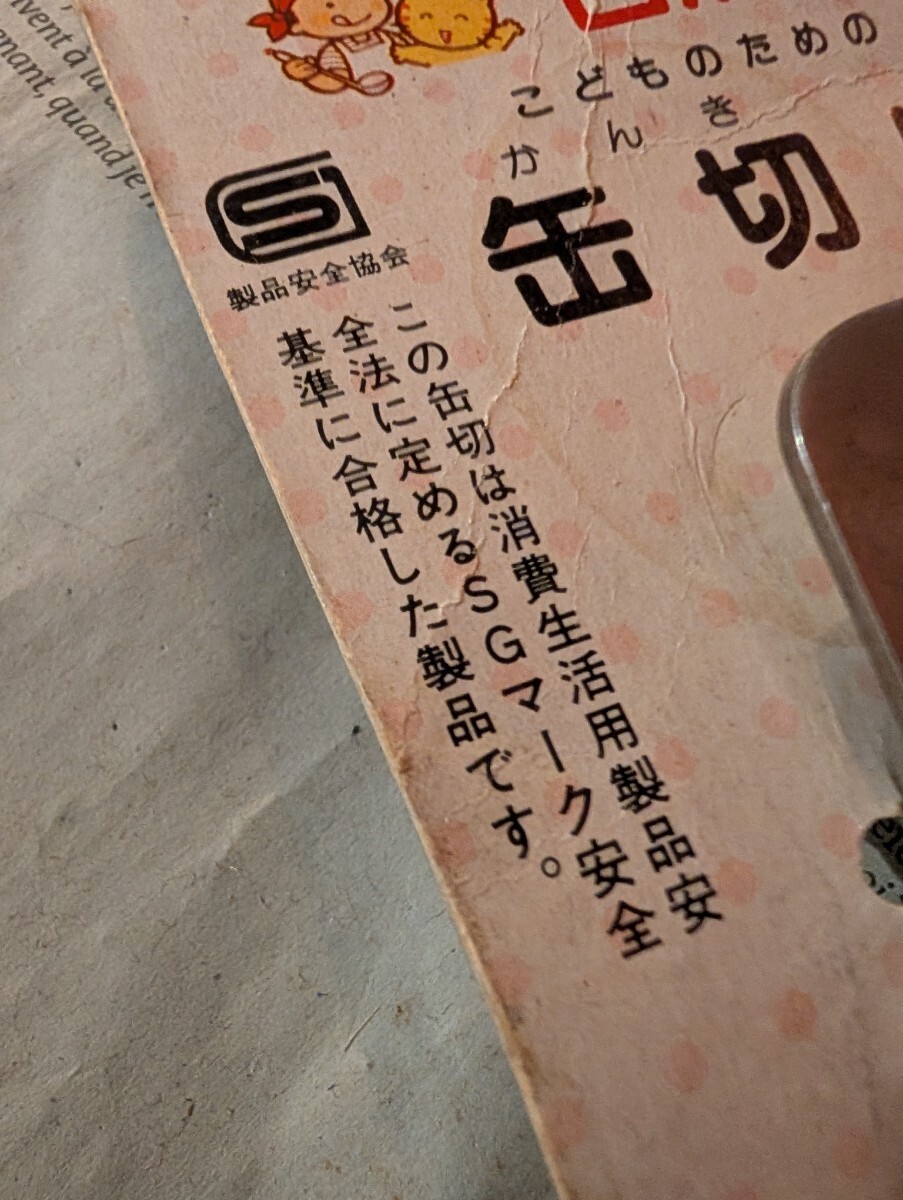 こどものための
かんき
缶切
製品安全協会
この缶切は消費生活用製品安
全法に定めるSGマーク安全
基準に合格した製品です。
quand je